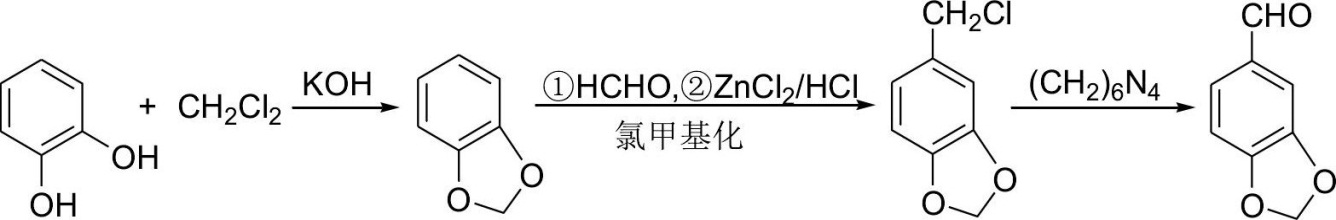 OH
OH
+ CH₂Cl₂
KOH
O
O
①HCHO,②ZnCl₂/HCl
氯甲基化
CH₂Cl
O
O
(CH₂)₆N₄
CHO
O
O